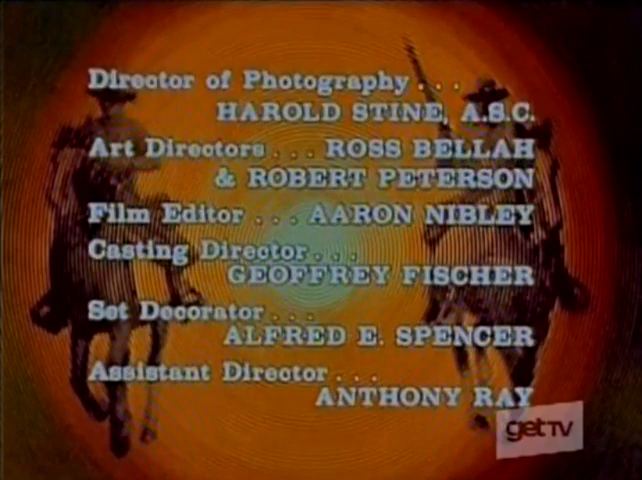 Director of Photography . . .
HAROLD STINE, A.S.C.
Art Directors . . . ROSS BELLAH
& ROBERT PETERSON
Film Editor . . . AARON NIBLEY
Casting Director . . .
GEOFFREY FISCHER
Set Decorator . . .
ALFRED E. SPENCER
Assistant Director . . .
ANTHONY RAY
getTV